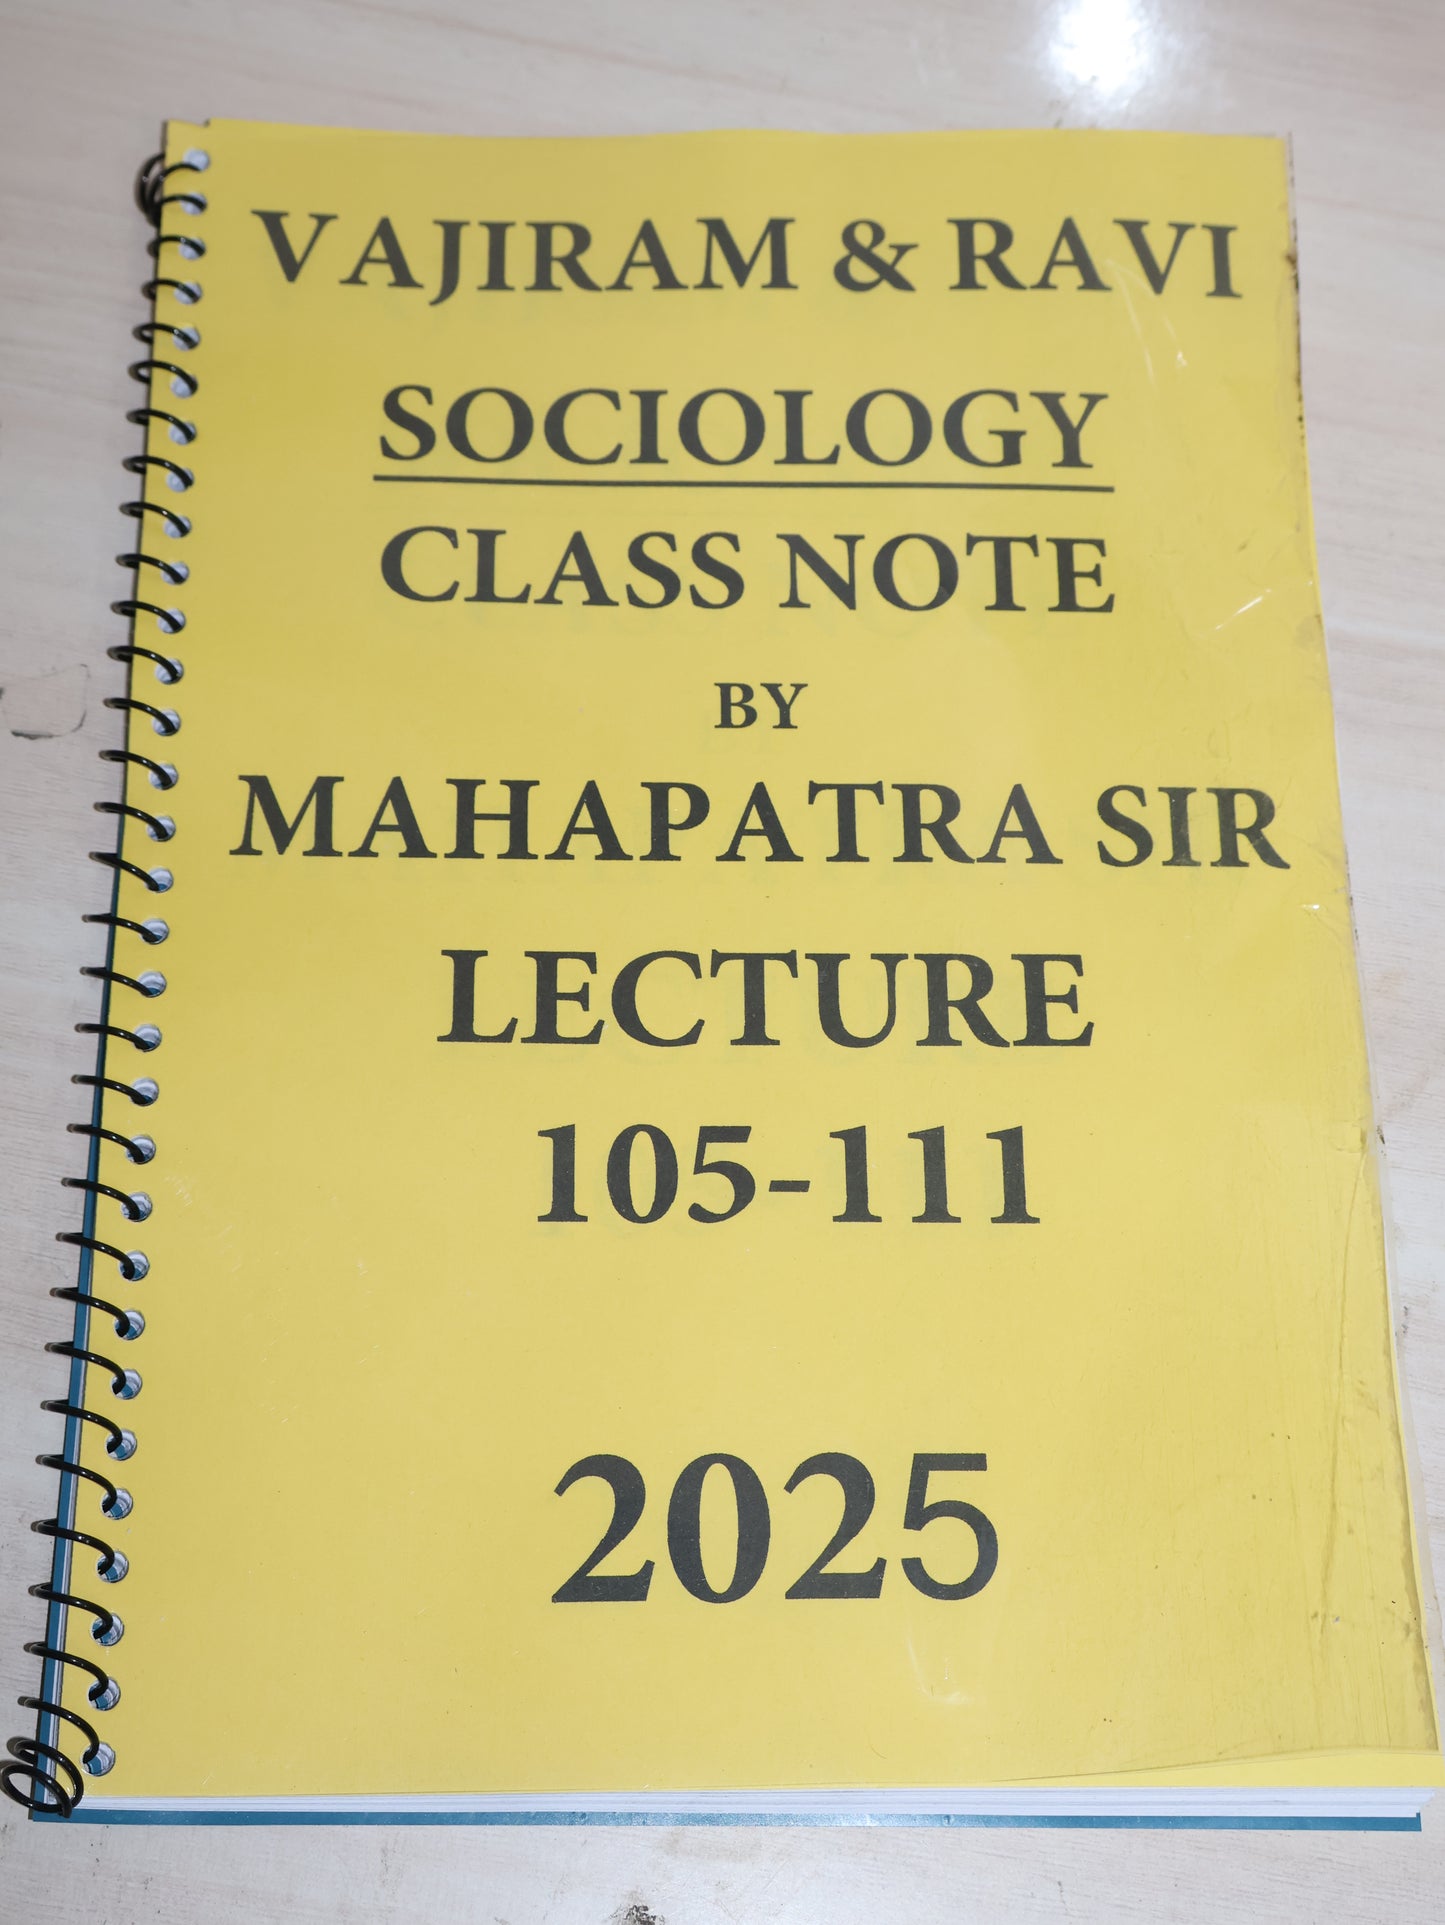 VAJIRAM & RAVI
SOCIOLOGY
CLASS NOTE
BY
MAHAPATRA SIR
LECTURE
105-111
2025